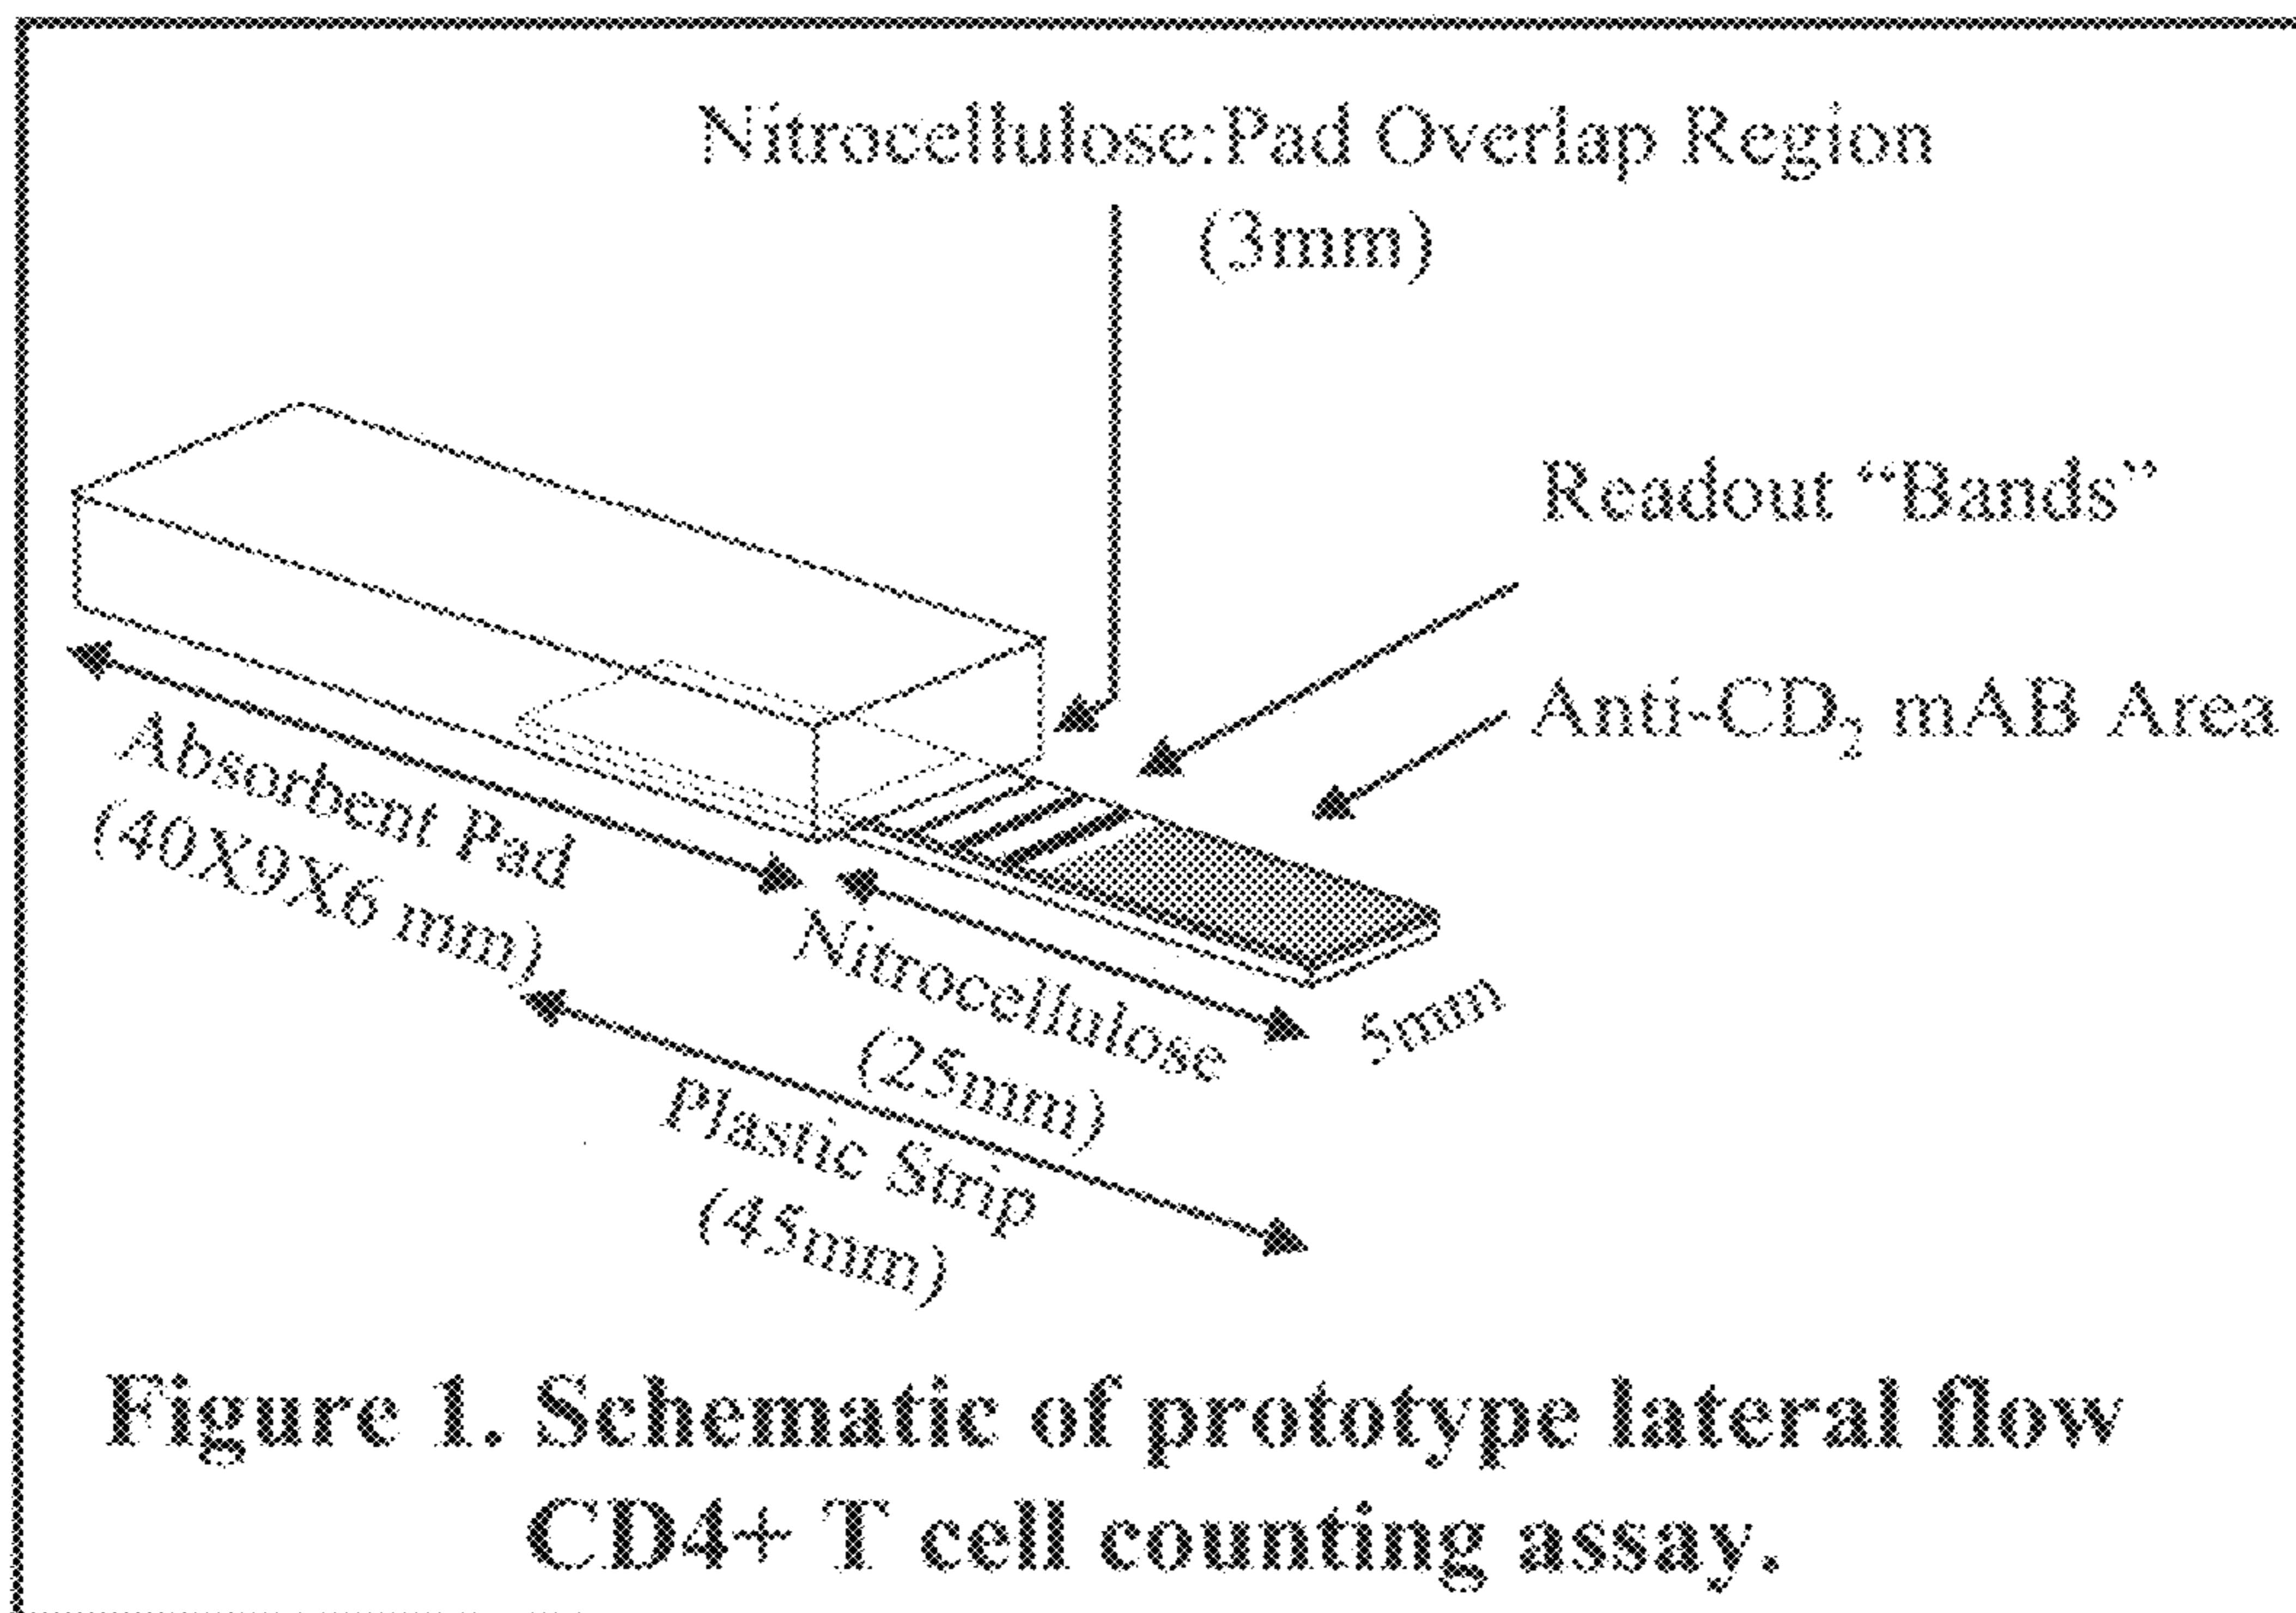 Nitrocellulose:Pad Overlap Region
(3mm)
Readout “Bands”
Anti-CD₃ mAB Area
Absorbent Pad
(40X9X6 mm)
Nitrocellulose
(25mm)
5mm
Plastic Strip
(45mm)
Figure 1. Schematic of prototype lateral flow
CD4+ T cell counting assay.